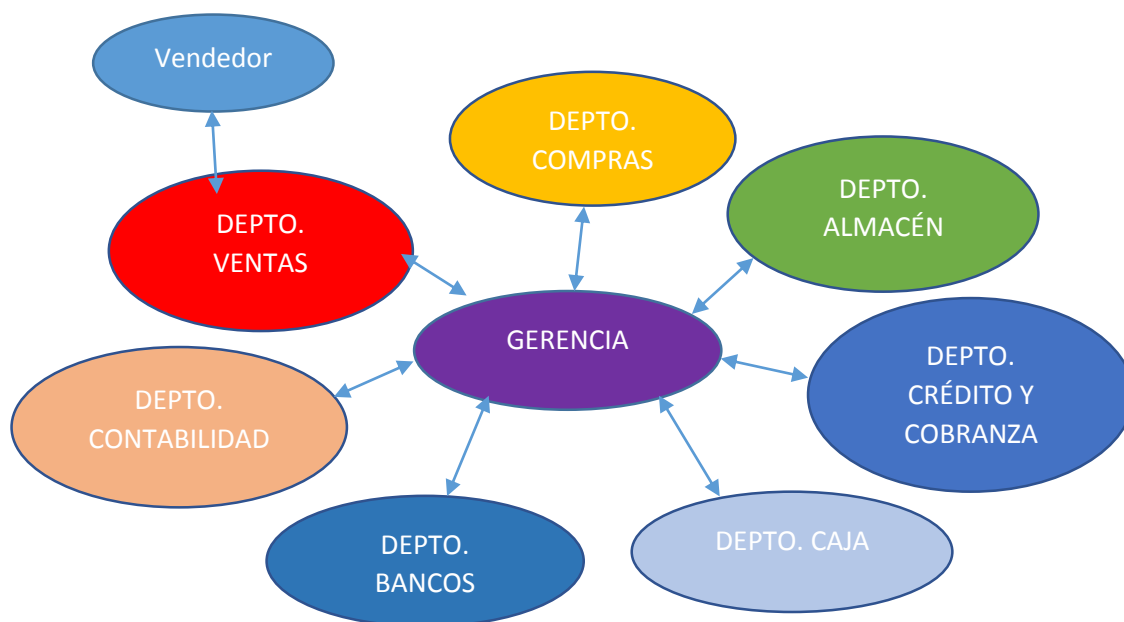 Vendedor
DEPTO.
COMPRAS
DEPTO.
ALMACÉN
DEPTO.
VENTAS
GERENCIA
DEPTO.
CRÉDITO Y
COBRANZA
DEPTO.
CONTABILIDAD
DEPTO.
BANCOS
DEPTO. CAJA